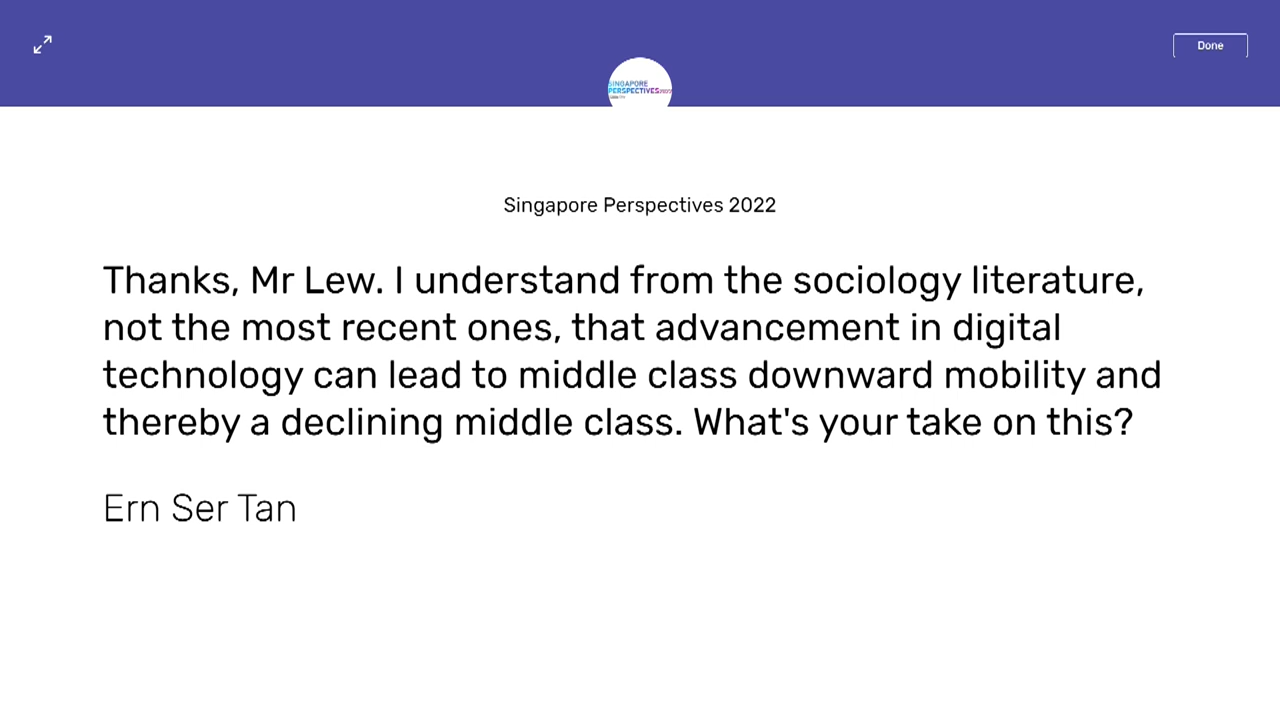 Done
SINGAPORE
PERSPECTIVES
Singapore Perspectives 2022
Thanks, Mr Lew. I understand from the sociology literature,
not the most recent ones, that advancement in digital
technology can lead to middle class downward mobility and
thereby a declining middle class. What's your take on this?
Ern Ser Tan